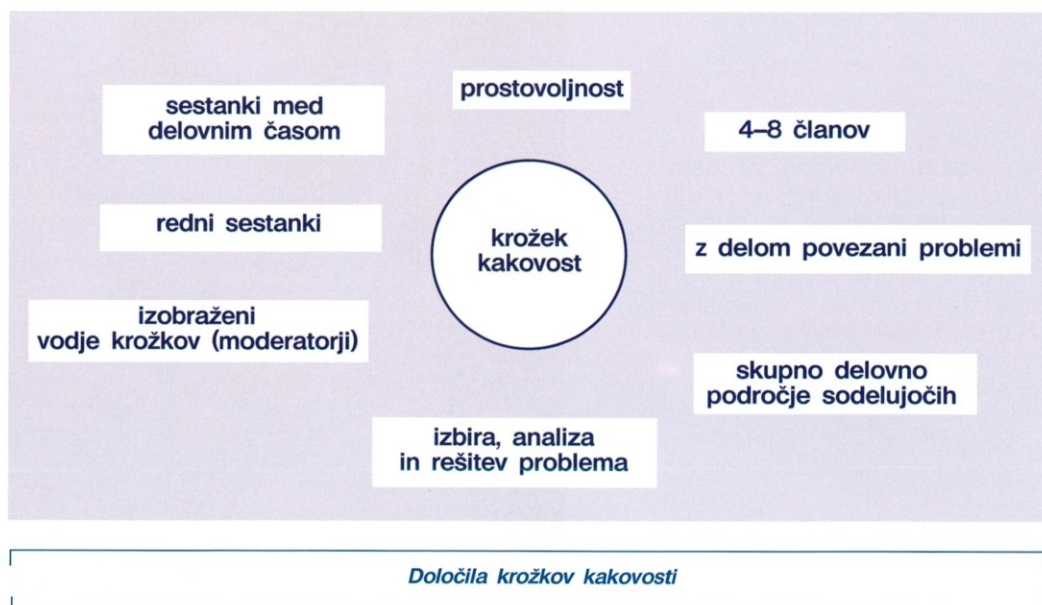 prostovoljnost
sestanki med
delovnim časom
4–8 članov
redni sestanki
krožek
kakovost
z delom povezani problemi
izobraženi
vodje krožkov (moderatorji)
skupno delovno
področje sodelujočih
izbira, analiza
in rešitev problema
Določila krožkov kakovosti